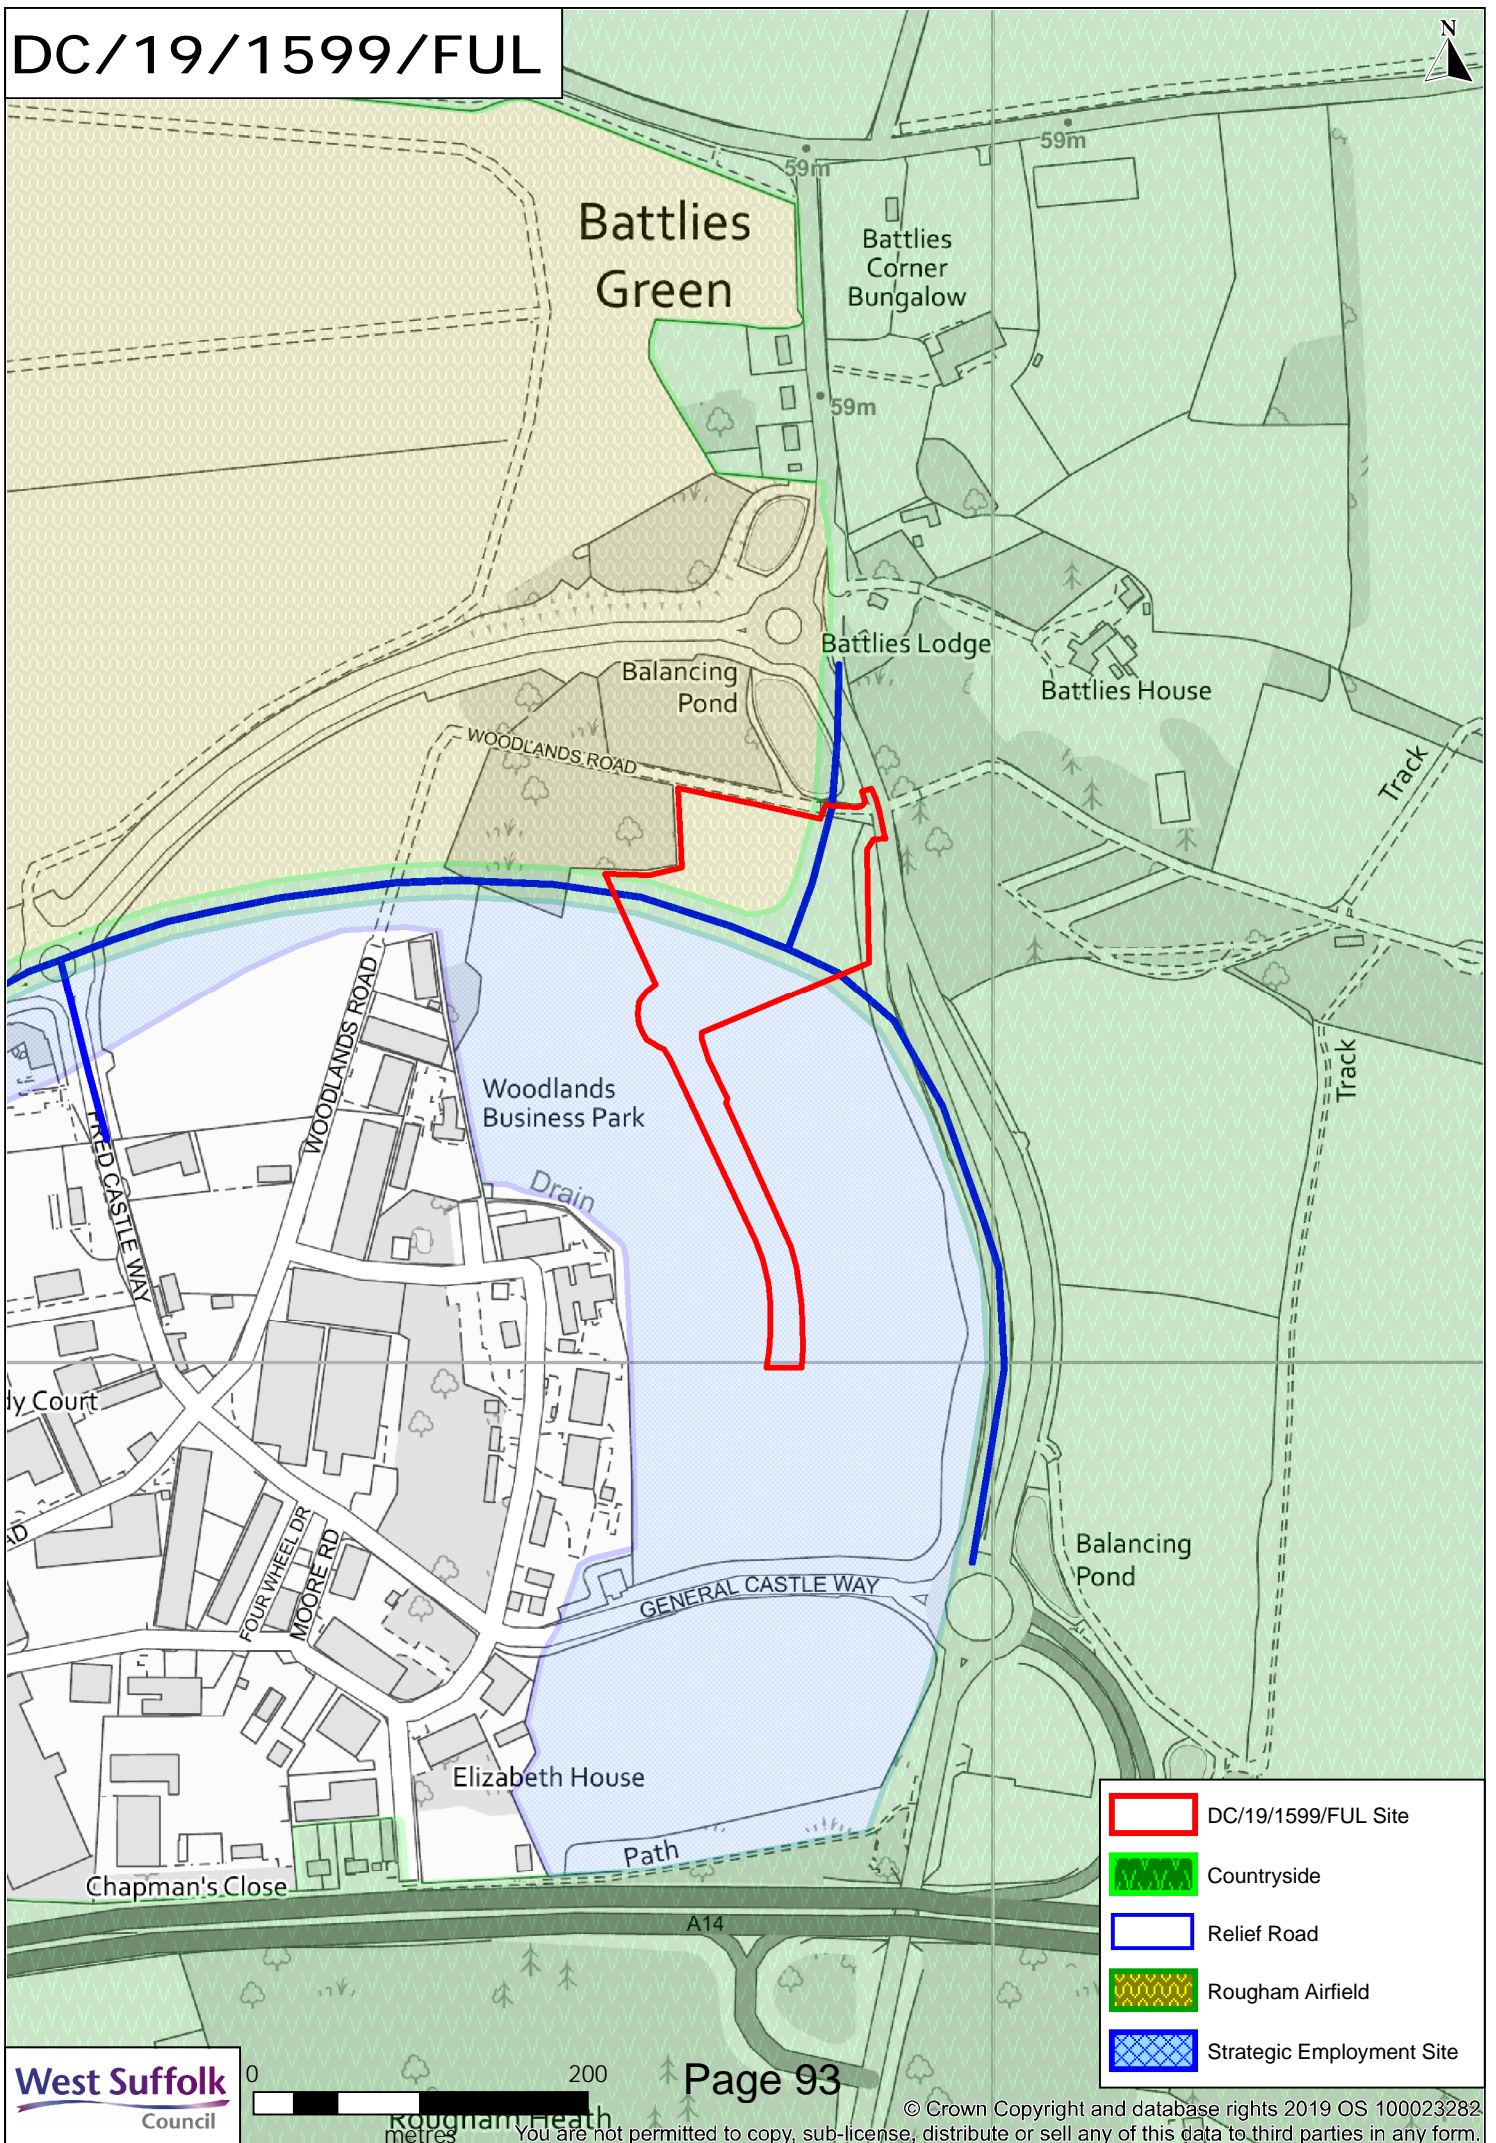 DC/19/1599/FUL
N
59m
59m
Battlies
Green
Battlies
Corner
Bungalow
59m
Battlies Lodge
Balancing
Pond
Battlies House
WOODLANDS ROAD
Track
WOODLANDS ROAD
Track
Woodlands
Business Park
Drain
FRED CASTLE WAY
dy Court
AD
FOUR WHEEL DR
MOORE RD
Balancing
Pond
GENERAL CASTLE WAY
Elizabeth House
Path
Chapman's Close
A14
DC/19/1599/FUL Site
Countryside
Relief Road
Rougham Airfield
Strategic Employment Site
West Suffolk
Council
0
200
metres
Rougham Heath
Page 93
© Crown Copyright and database rights 2019 OS 100023282
You are not permitted to copy, sub-license, distribute or sell any of this data to third parties in any form.